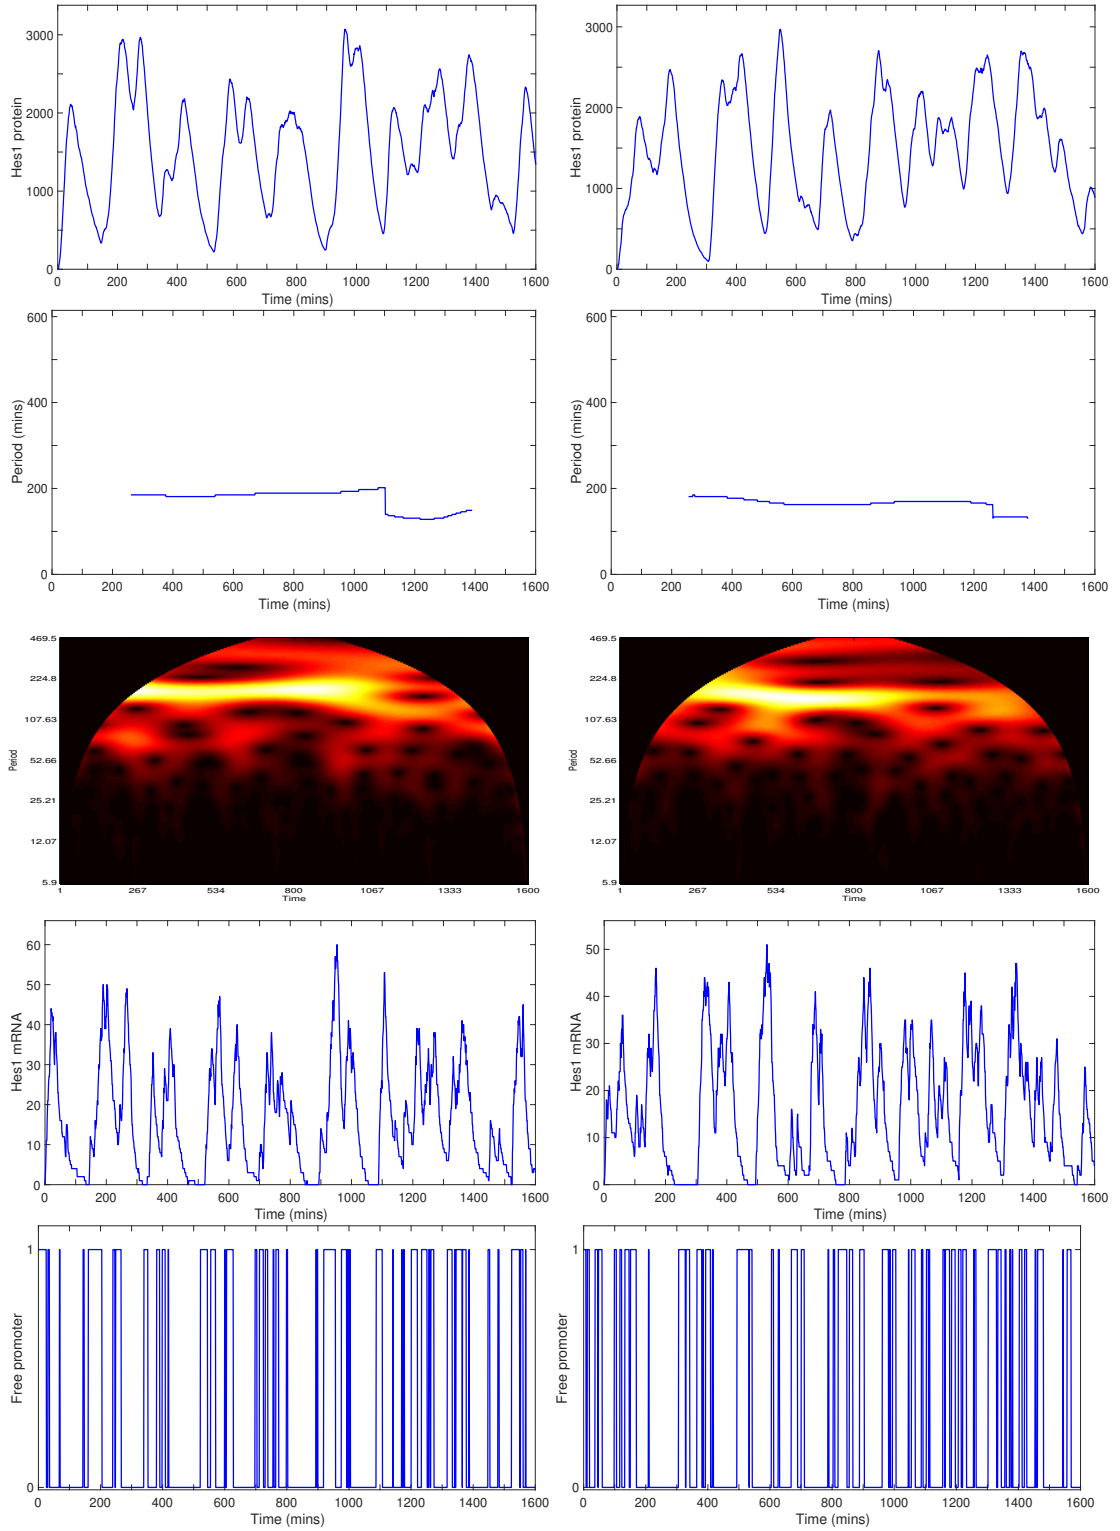 3000
2000
1000
0
Hes1 protein
0 200 400 600 800 1000 1200 1400 1600
Time (mins)
3000
2000
1000
0
Hes1 protein
0 200 400 600 800 1000 1200 1400 1600
Time (mins)
600
400
200
0
Period (mins)
0 200 400 600 800 1000 1200 1400 1600
Time (mins)
600
400
200
0
Period (mins)
0 200 400 600 800 1000 1200 1400 1600
Time (mins)
469.5
224.8
107.63
52.66
25.21
12.07
5.9
Period
1 267 534 800 1067 1333 1600
Time
469.5
224.8
107.63
52.66
25.21
12.07
5.9
Period
1 267 534 800 1067 1333 1600
Time
60
50
40
30
20
10
0
Hes1 mRNA
0 200 400 600 800 1000 1200 1400 1600
Time (mins)
50
40
30
20
10
0
Hes1 mRNA
0 200 400 600 800 1000 1200 1400 1600
Time (mins)
1
0
Free promoter
0 200 400 600 800 1000 1200 1400 1600
Time (mins)
1
0
Free promoter
0 200 400 600 800 1000 1200 1400 1600
Time (mins)